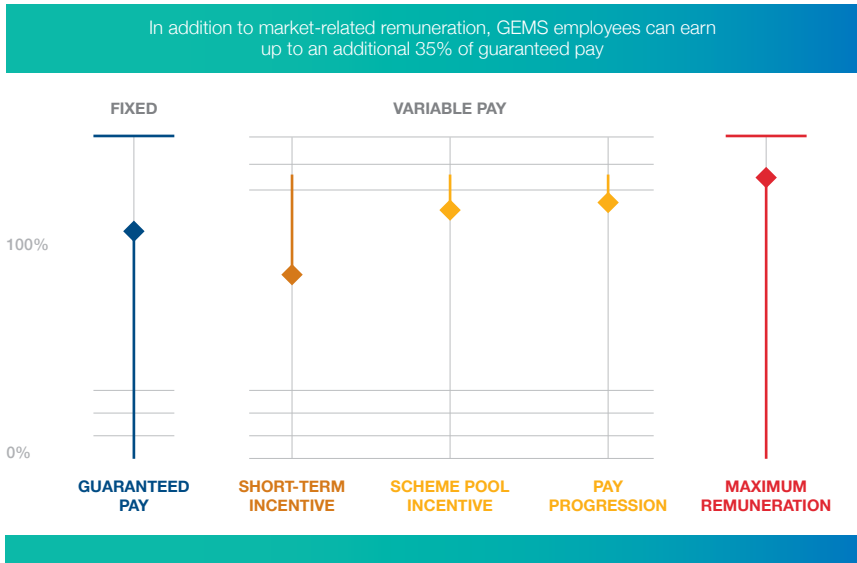 In addition to market-related remuneration, GEMS employees can earn
up to an additional 35% of guaranteed pay
FIXED
VARIABLE PAY
100%
0%
GUARANTEED
PAY
SHORT-TERM
INCENTIVE
SCHEME POOL
INCENTIVE
PAY
PROGRESSION
MAXIMUM
REMUNERATION